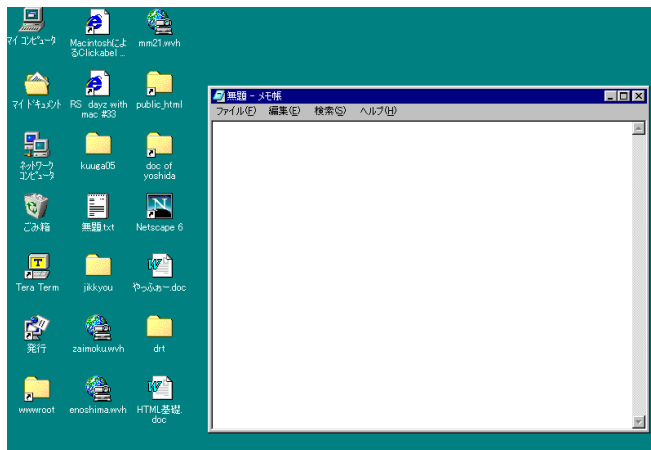 マイ コンピュータ
Macintoshによ
るClickabel ...
mm21.wvh
マイ ドキュメント
RS_dayz with
mac #33
public_html
ネットワーク
コンピュータ
kuuga05
doc of
yoshida
ごみ箱
無題.txt
Netscape 6
Tera Term
jikkyou
やっふぉー.doc
発行
zaimoku.wvh
drt
wwwroot
enoshima.wvh
HTML基礎.
doc
無題 - メモ帳
ファイル(F) 編集(E) 検索(S) ヘルプ(H)